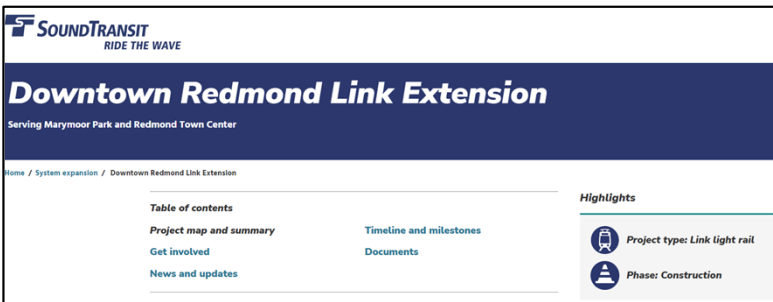 SOUNDTRANSIT
RIDE THE WAVE
Downtown Redmond Link Extension
Serving Marymoor Park and Redmond Town Center
Home / System expansion / Downtown Redmond Link Extension
Table of contents
Project map and summary
Timeline and milestones
Get involved
Documents
News and updates
Highlights
Project type: Link light rail
Phase: Construction